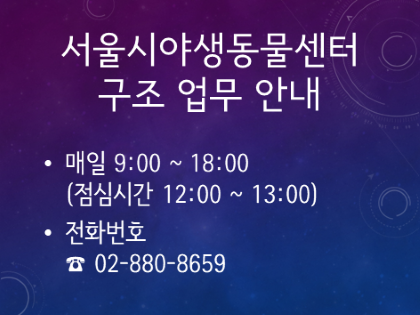 서울시야생동물센터
구조 업무 안내
• 매일 9:00 ~ 18:00
(점심시간 12:00 ~ 13:00)
• 전화번호
☎ 02-880-8659